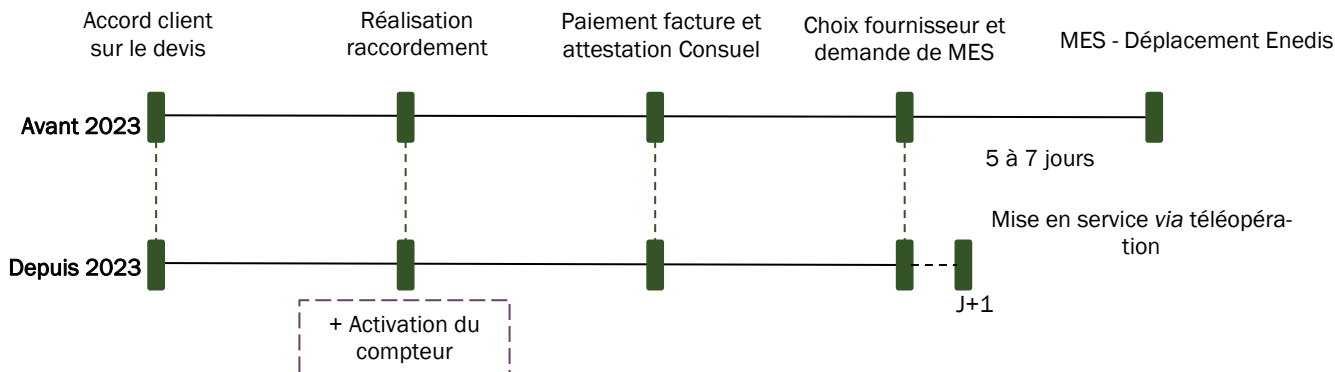 Accord client
sur le devis
Réalisation
raccordement
Paiement facture et
attestation Consuel
Choix fournisseur et
demande de MES
MES - Déplacement Enedis
Avant 2023
5 à 7 jours
Mise en service via téléopéra-
tion
Depuis 2023
J+1
+ Activation du
compteur